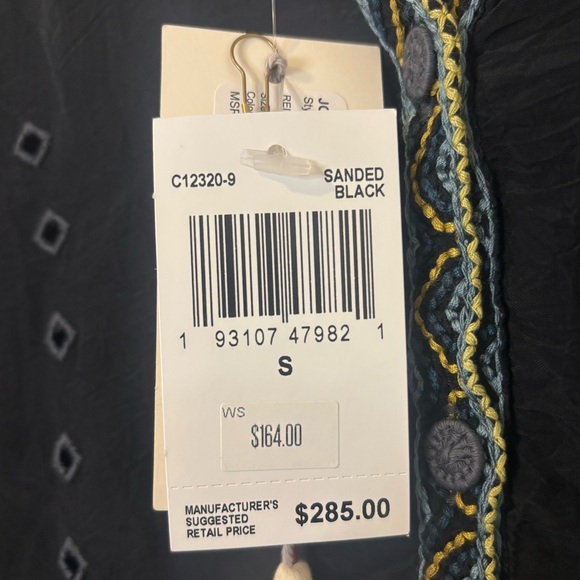 C12320-9
SANDED
BLACK
1 93107 47982 1
S
WS
$164.00
MANUFACTURER'S
SUGGESTED
RETAIL PRICE
$285.00